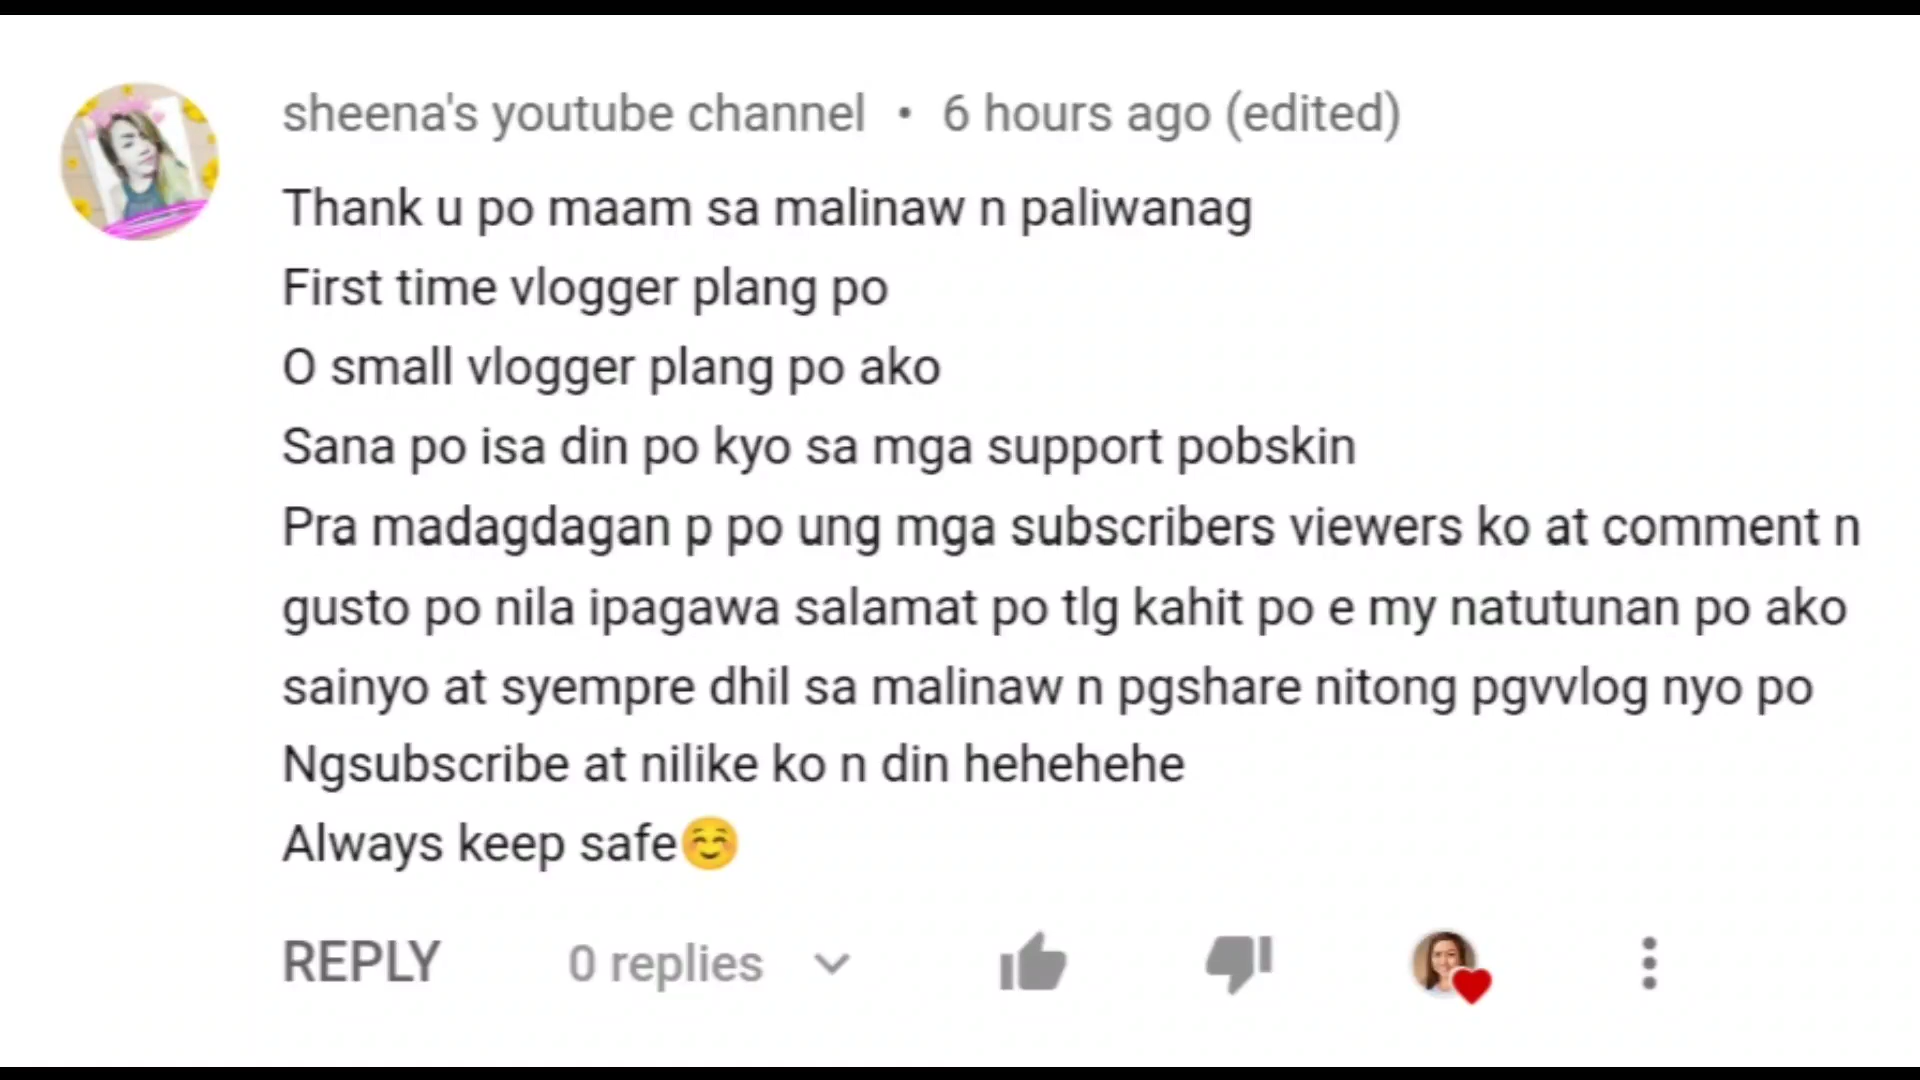 sheena's youtube channel • 6 hours ago (edited)
Thank u po maam sa malinaw n paliwanag
First time vlogger plang po
O small vlogger plang po ako
Sana po isa din po kyo sa mga support pobskin
Pra madagdagan p po ung mga subscribers viewers ko at comment n
gusto po nila ipagawa salamat po tlg kahit po e my natutunan po ako
sainyo at syempre dhil sa malinaw n pgshare nitong pgvvlog nyo po
Ngsubscribe at nilike ko n din hehehehe
Always keep safe☺️
REPLY 0 replies